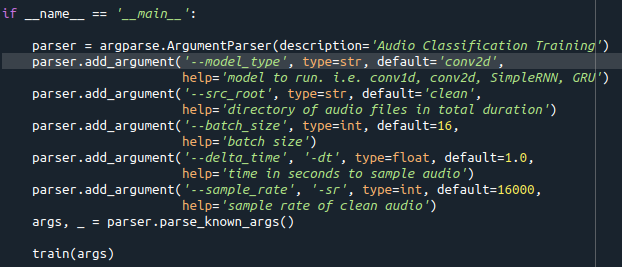 if __name__ == '__main__':
    parser = argparse.ArgumentParser(description='Audio Classification Training')
    parser.add_argument('--model_type', type=str, default='conv2d',
                        help='model to run. i.e. conv1d, conv2d, SimpleRNN, GRU')
    parser.add_argument('--src_root', type=str, default='clean',
                        help='directory of audio files in total duration')
    parser.add_argument('--batch_size', type=int, default=16,
                        help='batch size')
    parser.add_argument('--delta_time', '-dt', type=float, default=1.0,
                        help='time in seconds to sample audio')
    parser.add_argument('--sample_rate', '-sr', type=int, default=16000,
                        help='sample rate of clean audio')
    args, _ = parser.parse_known_args()
    train(args)